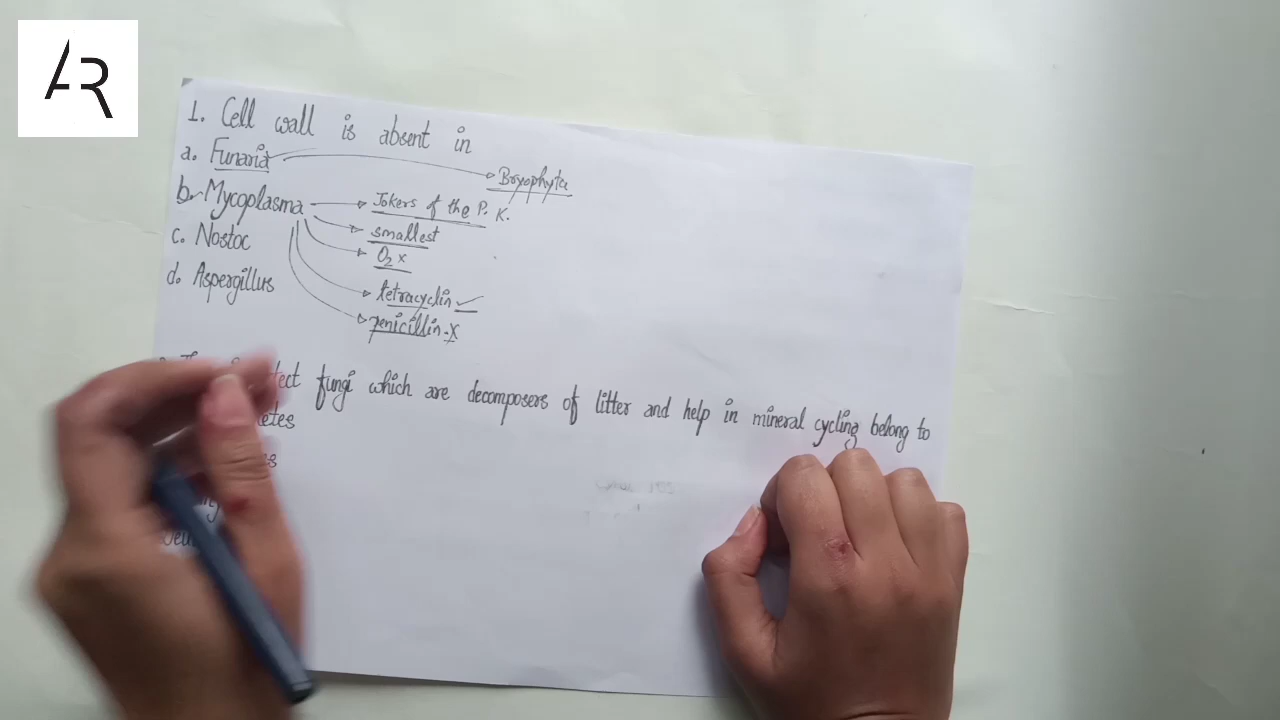 AR
1. Cell wall is absent in
a. Funaria
Bryophyta
b. Mycoplasma
Jokers of the P. K.
c. Nostoc
smallest
O2 x
d. Aspergillus
tetracyclin ✓
penicillin - x
fungi which are decomposers of litter and help in mineral cycling belong to